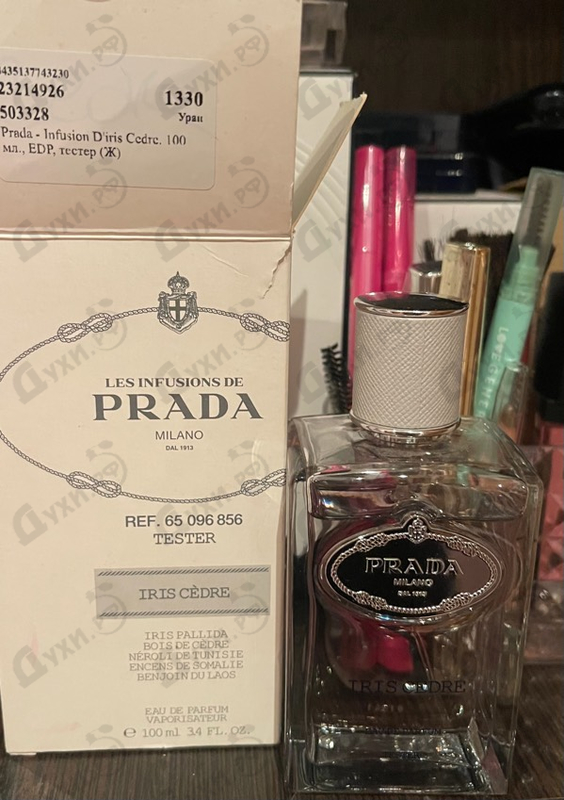 4435137743230
23214926
503328
1330
Уран
Prada - Infusion D'iris Cedre. 100
мл., EDP, тестер (Ж)
LES INFUSIONS DE
PRADA
MILANO
DAL 1913
REF. 65 096 856
TESTER
IRIS CÈDRE
IRIS PALLIDA
BOIS DE CÈDRE
NÉROLI DE TUNISIE
ENCENS DE SOMALIE
BENJOIN DU LAOS
EAU DE PARFUM
VAPORISATEUR
℮ 100 ml 3.4 FL. OZ.
PRADA
MILANO
DAL 1913
IRIS CÈDRE
Духи.РФ